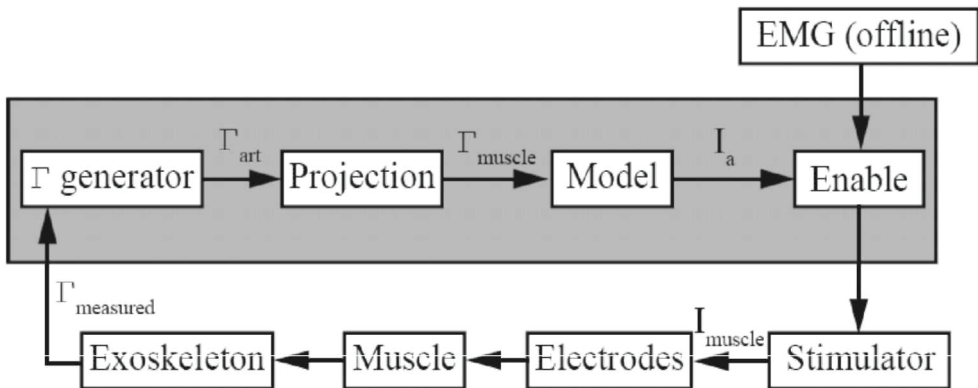 EMG (offline)
Γ generator
Γart
Projection
Γmuscle
Model
Ia
Enable
Γmeasured
Exoskeleton
Muscle
Electrodes
Imuscle
Stimulator